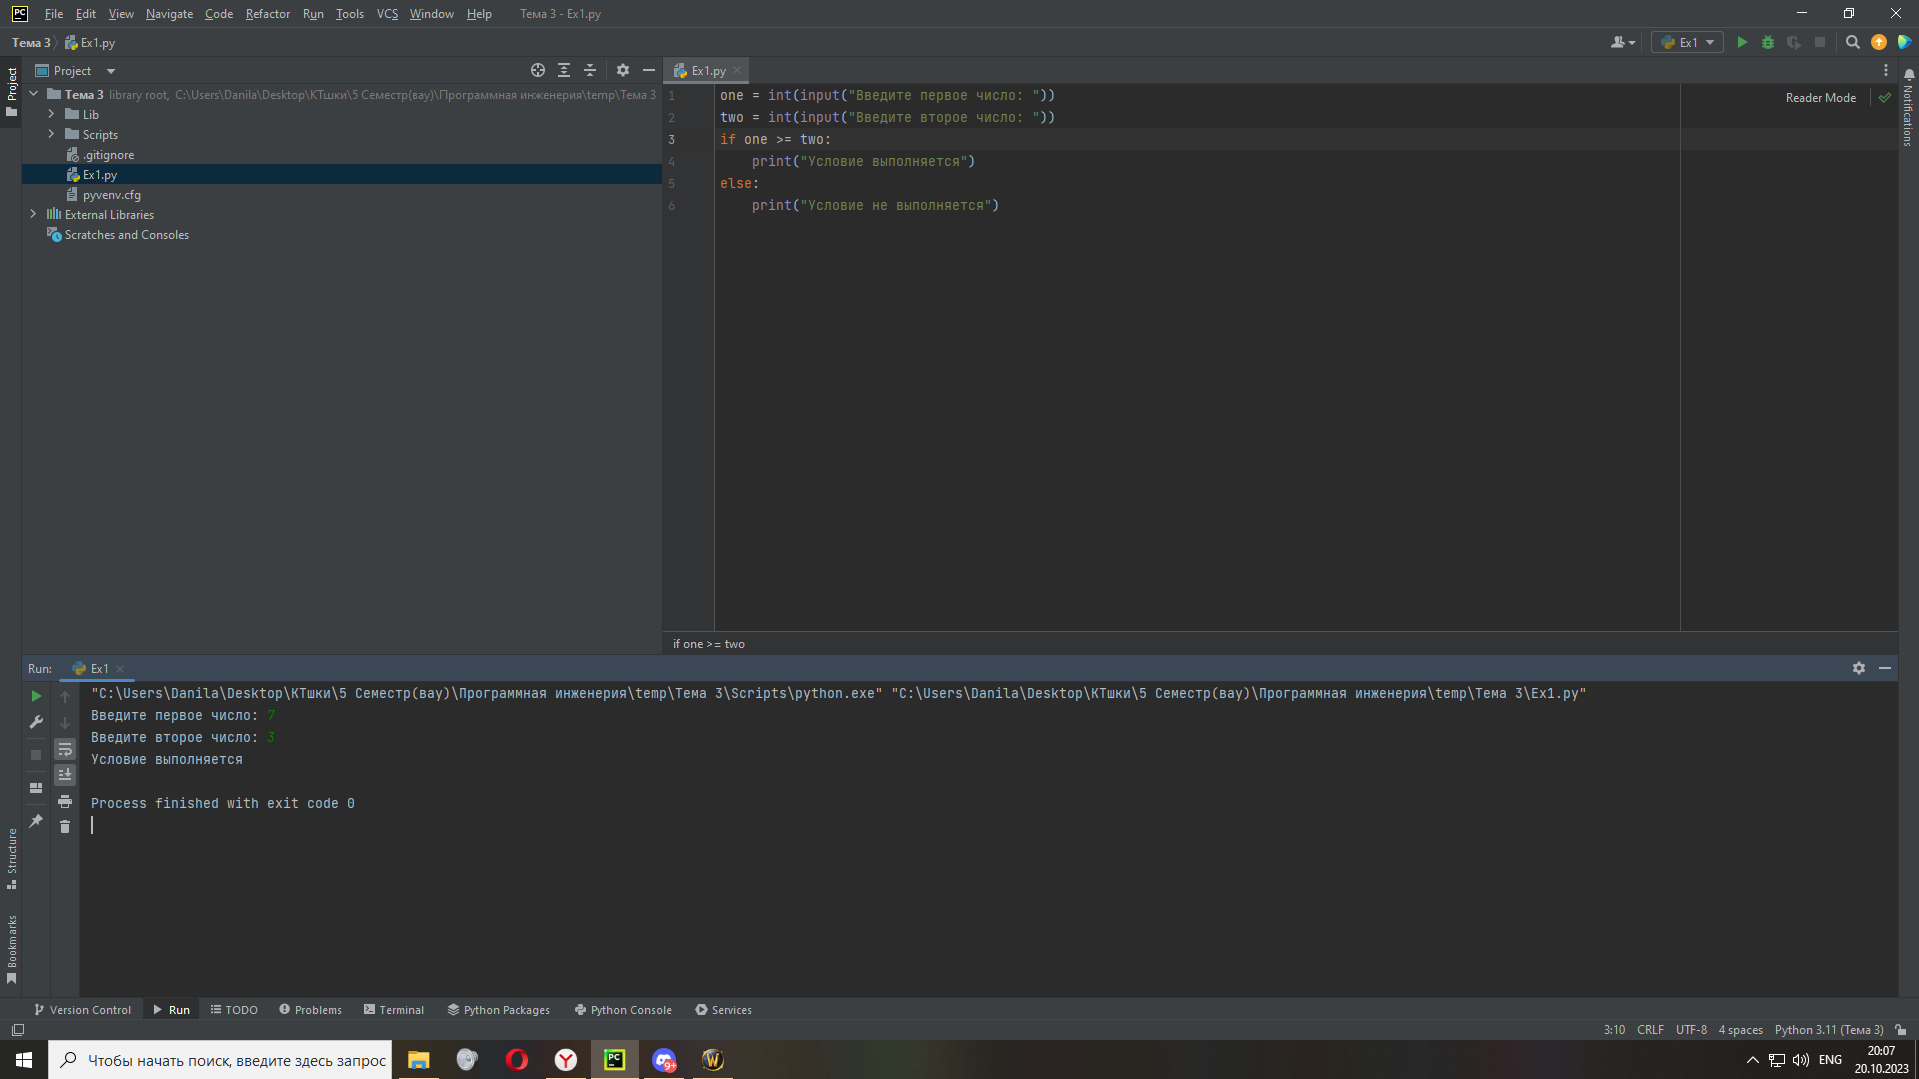 PC File Edit View Navigate Code Refactor Run Tools VCS Window Help Тема 3 - Ex1.py
Тема 3 Ex1.py Ex1
Project Project Ex1.py Notifications
Тема 3 library root, C:\Users\Danila\Desktop\КТшки\5 Семестр(вау)\Программная инженерия\temp\Тема 3
Lib
Scripts
.gitignore
Ex1.py
pyvenv.cfg
External Libraries
Scratches and Consoles
Reader Mode
1 one = int(input("Введите первое число: "))
2 two = int(input("Введите второе число: "))
3 if one >= two:
4 print("Условие выполняется")
5 else:
6 print("Условие не выполняется")
if one >= two
Run: Ex1
"C:\Users\Danila\Desktop\КТшки\5 Семестр(вау)\Программная инженерия\temp\Тема 3\Scripts\python.exe" "C:\Users\Danila\Desktop\КТшки\5 Семестр(вау)\Программная инженерия\temp\Тема 3\Ex1.py"
Введите первое число: 7
Введите второе число: 3
Условие выполняется
Process finished with exit code 0
Structure
Bookmarks
Version Control Run TODO Problems Terminal Python Packages Python Console Services
3:10 CRLF UTF-8 4 spaces Python 3.11 (Тема 3)
Чтобы начать поиск, введите здесь запрос PC 9+ ENG 20:07
20.10.2023